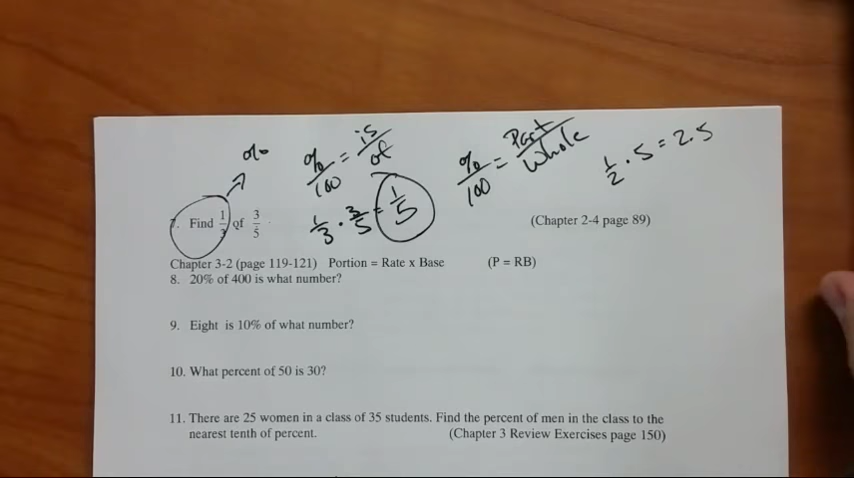 %
%/100 = is/of
%/100 = Part/Whole
1/2 · 5 = 2.5
7. Find 1/3 of 3/5
1/3 · 3/5 = 1/5
(Chapter 2-4 page 89)
Chapter 3-2 (page 119-121) Portion = Rate x Base (P = RB)
8. 20% of 400 is what number?
9. Eight is 10% of what number?
10. What percent of 50 is 30?
11. There are 25 women in a class of 35 students. Find the percent of men in the class to the
nearest tenth of percent. (Chapter 3 Review Exercises page 150)